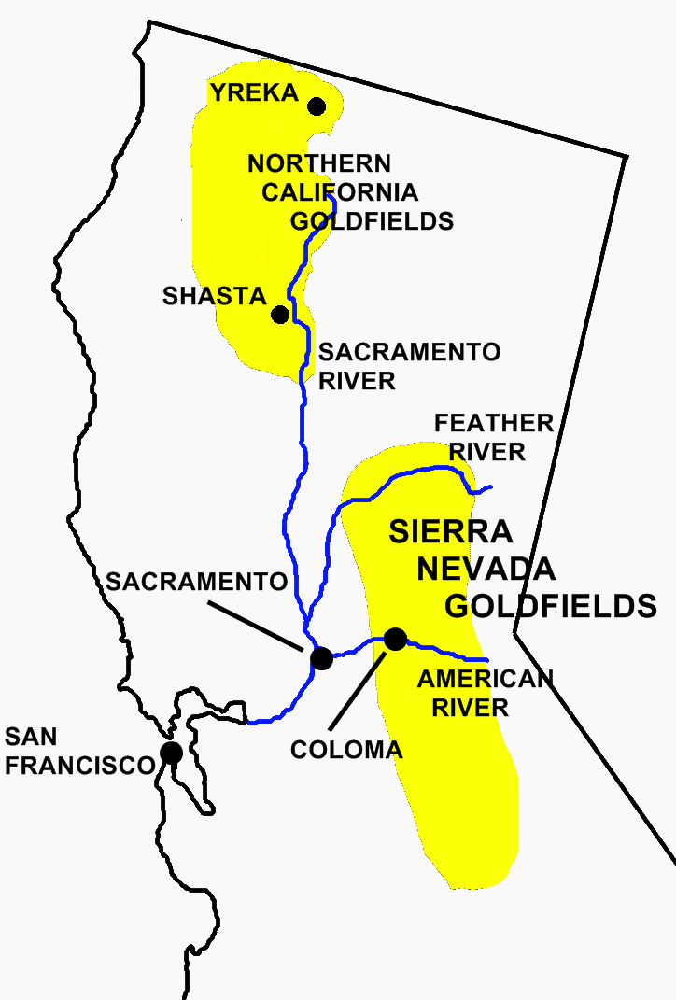 YREKA
NORTHERN
CALIFORNIA
GOLDFIELDS
SHASTA
SACRAMENTO
RIVER
FEATHER
RIVER
SIERRA
NEVADA
GOLDFIELDS
SACRAMENTO
AMERICAN
RIVER
COLOMA
SAN
FRANCISCO